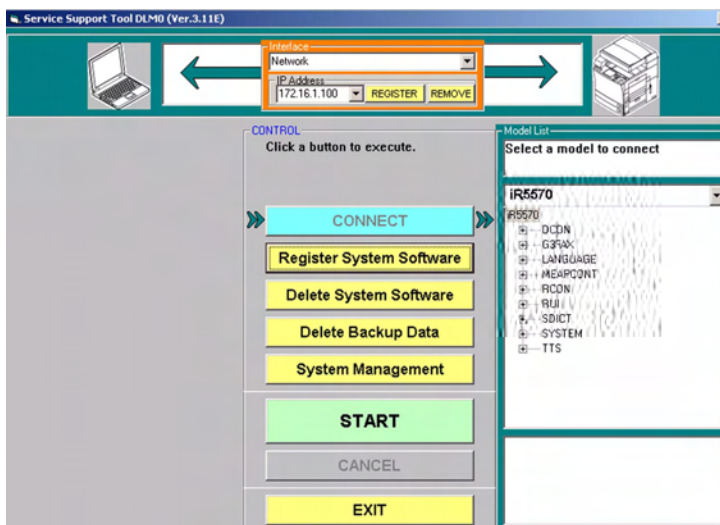 Service Support Tool DLM0 (Ver.3.11E)
Interface
Network
IP Address
172.16.1.100
REGISTER
REMOVE
CONTROL
Click a button to execute.
CONNECT
Register System Software
Delete System Software
Delete Backup Data
System Management
START
CANCEL
EXIT
Model List
Select a model to connect
iR5570
iR5570
DCON
G3FAX
LANGUAGE
MEAPCONT
RCON
RUI
SDICT
SYSTEM
TTS